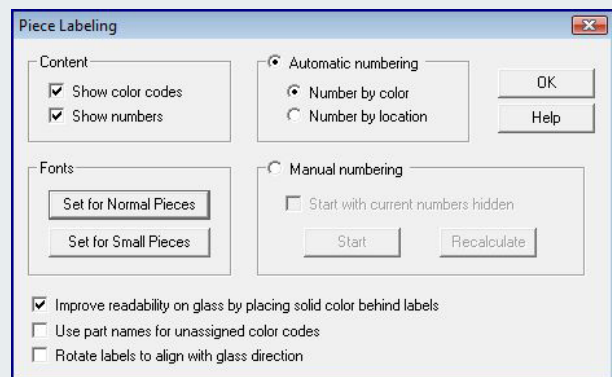 Piece Labeling
Content
Show color codes
Show numbers
Automatic numbering
Number by color
Number by location
OK
Help
Fonts
Set for Normal Pieces
Set for Small Pieces
Manual numbering
Start with current numbers hidden
Start
Recalculate
Improve readability on glass by placing solid color behind labels
Use part names for unassigned color codes
Rotate labels to align with glass direction